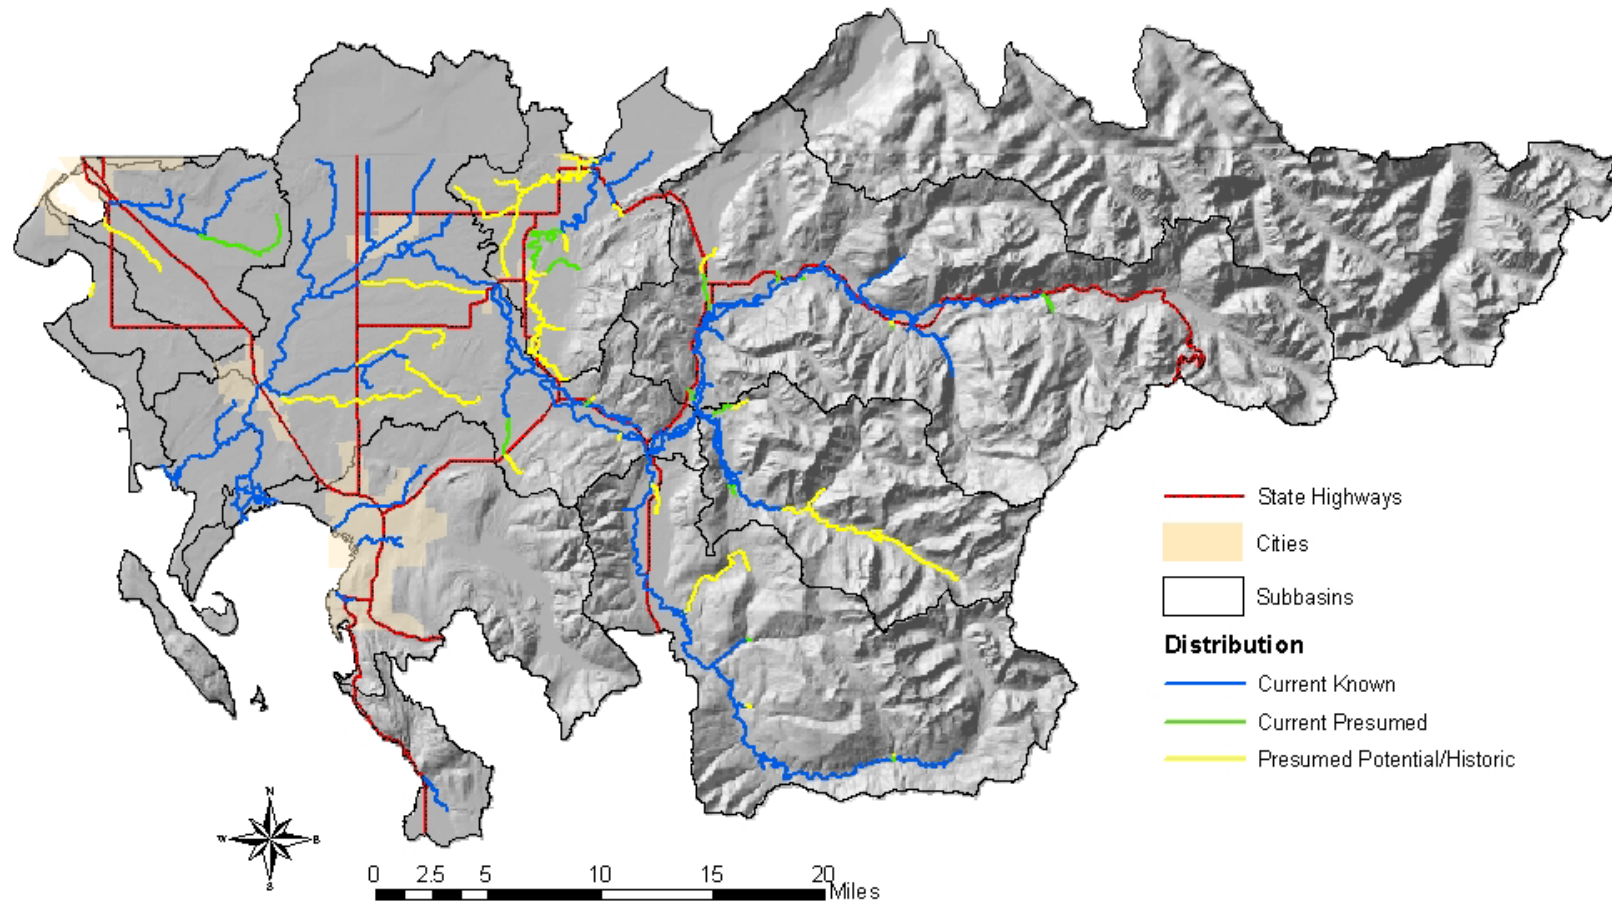 State Highways
Cities
Subbasins
Distribution
Current Known
Current Presumed
Presumed Potential/Historic
N
W E
S
0 2.5 5 10 15 20
Miles